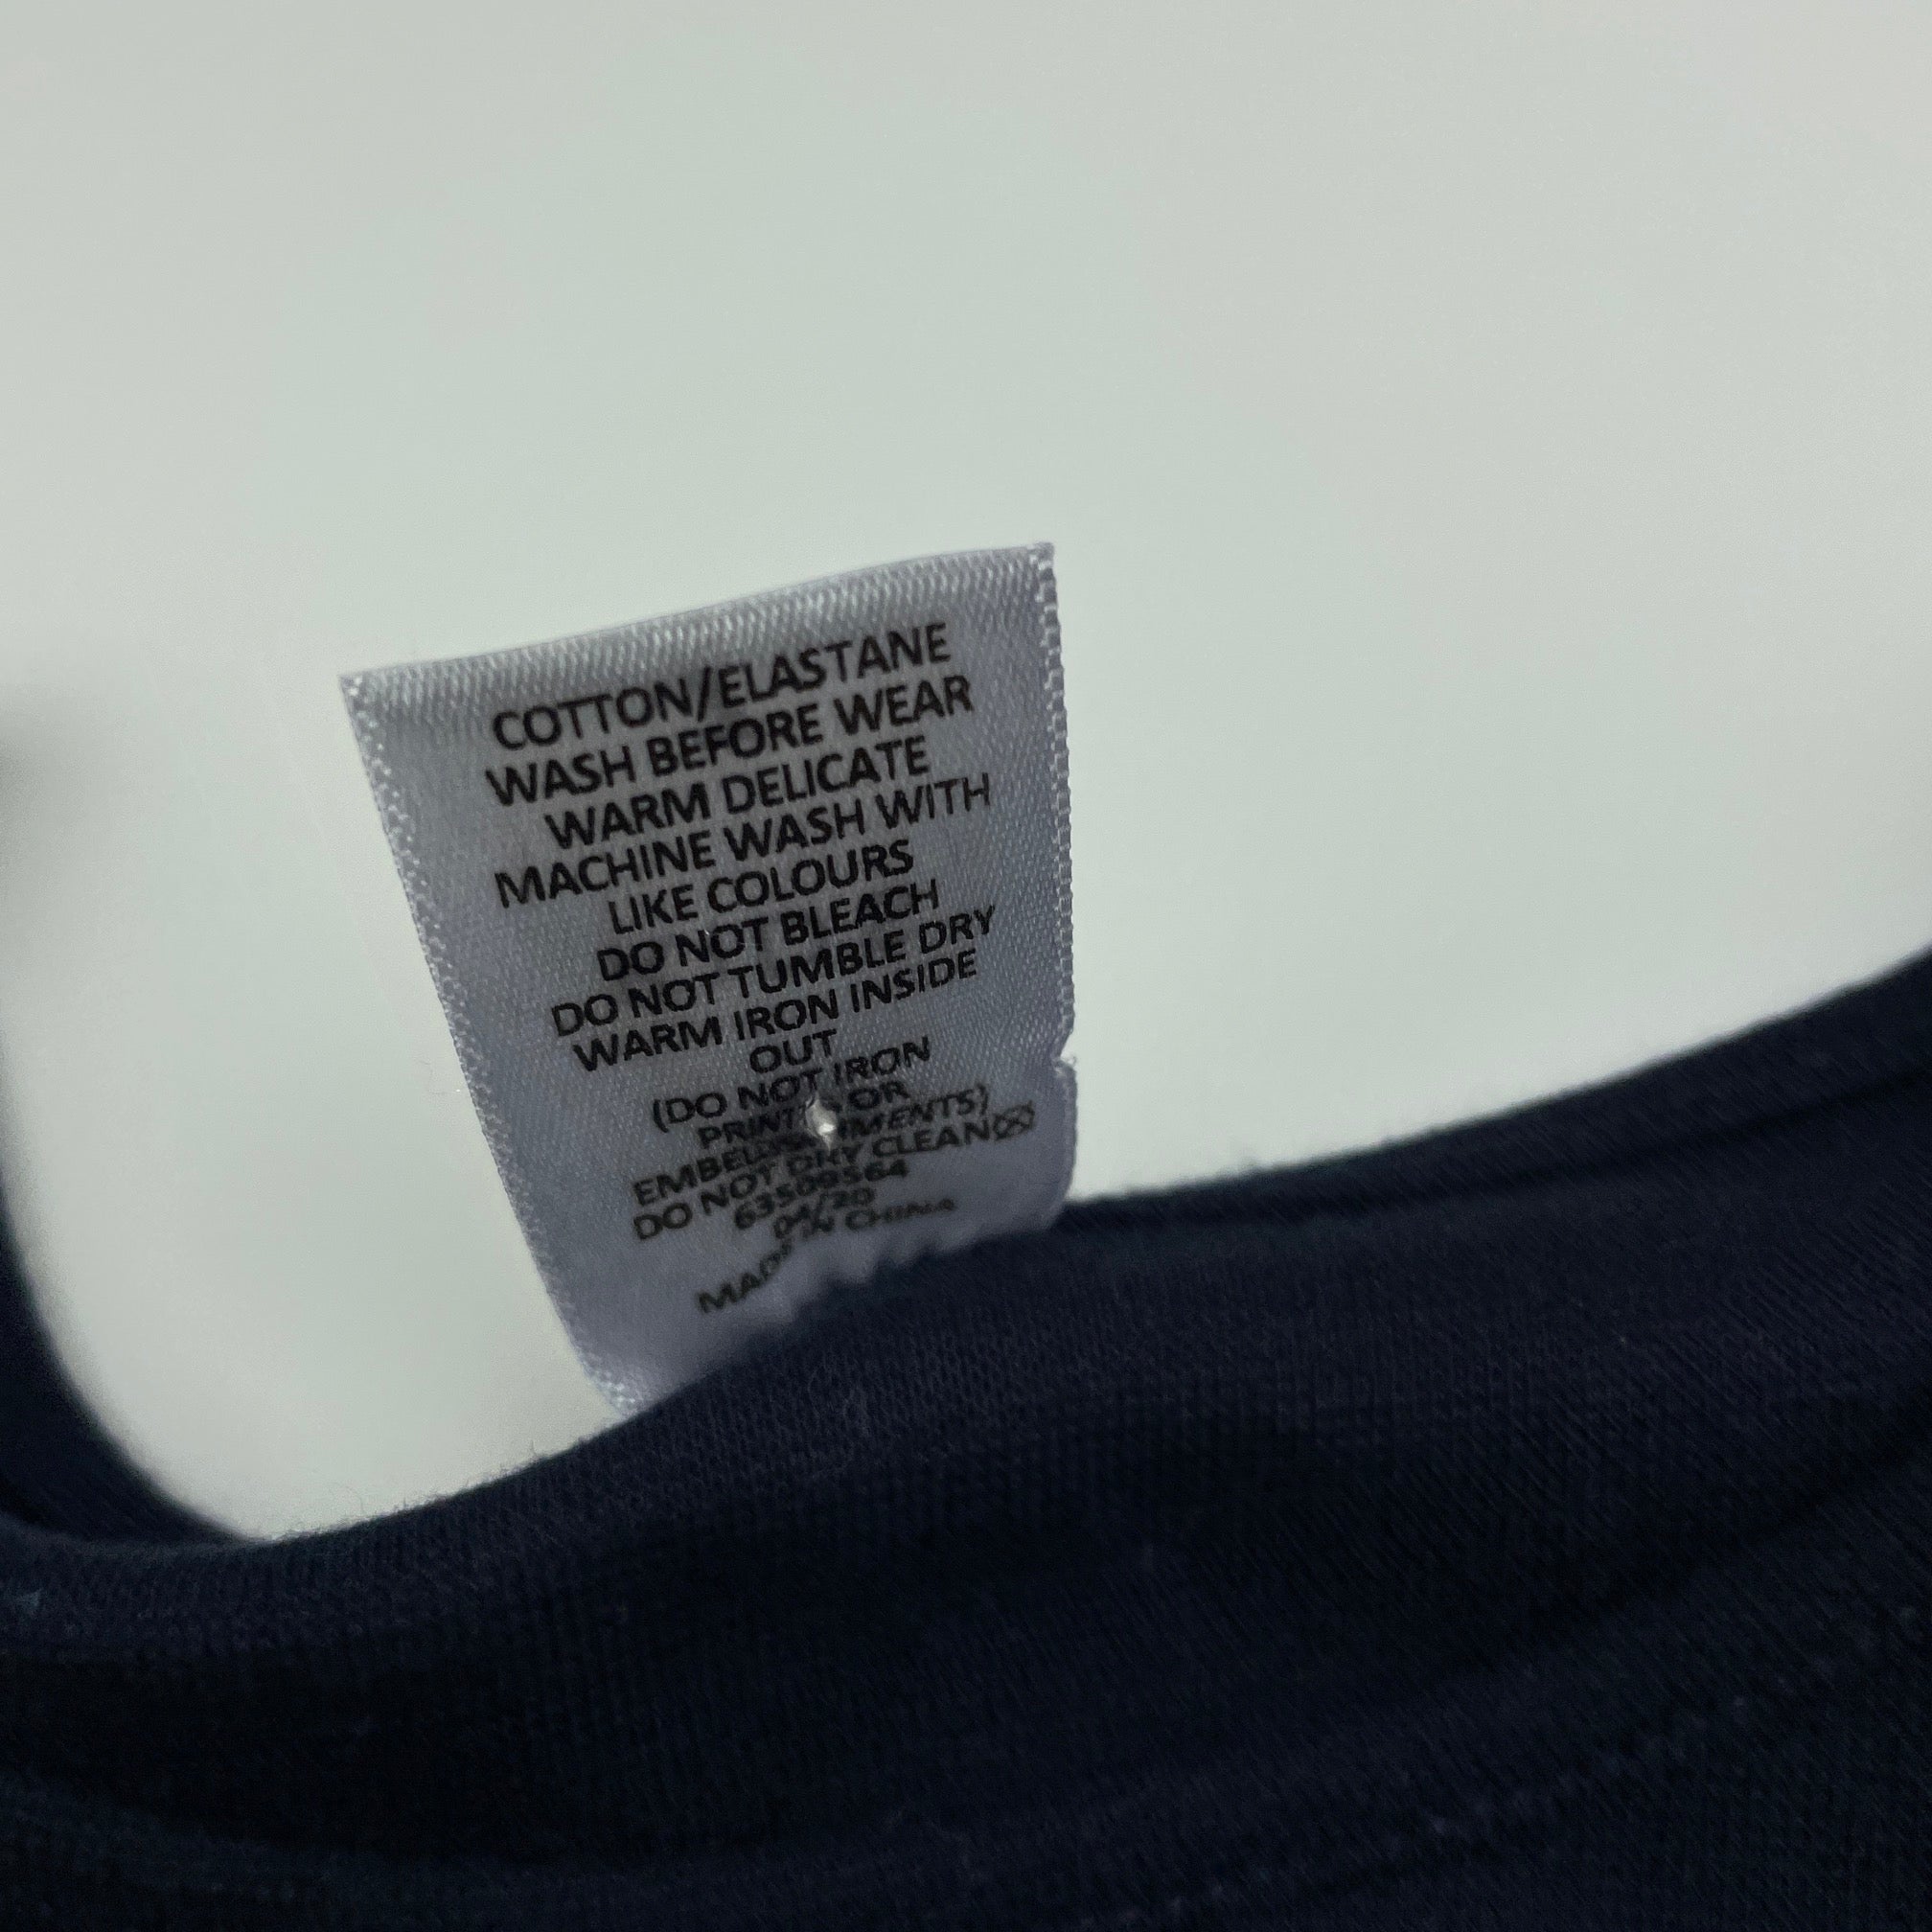 COTTON/ELASTANE
WASH BEFORE WEAR
WARM DELICATE
MACHINE WASH WITH
LIKE COLOURS
DO NOT BLEACH
DO NOT TUMBLE DRY
WARM IRON INSIDE
OUT
(DO NOT IRON
PRINTS OR
EMBELLISHMENTS)
DO NOT DRY CLEAN
63509564
04/20
MADE IN CHINA